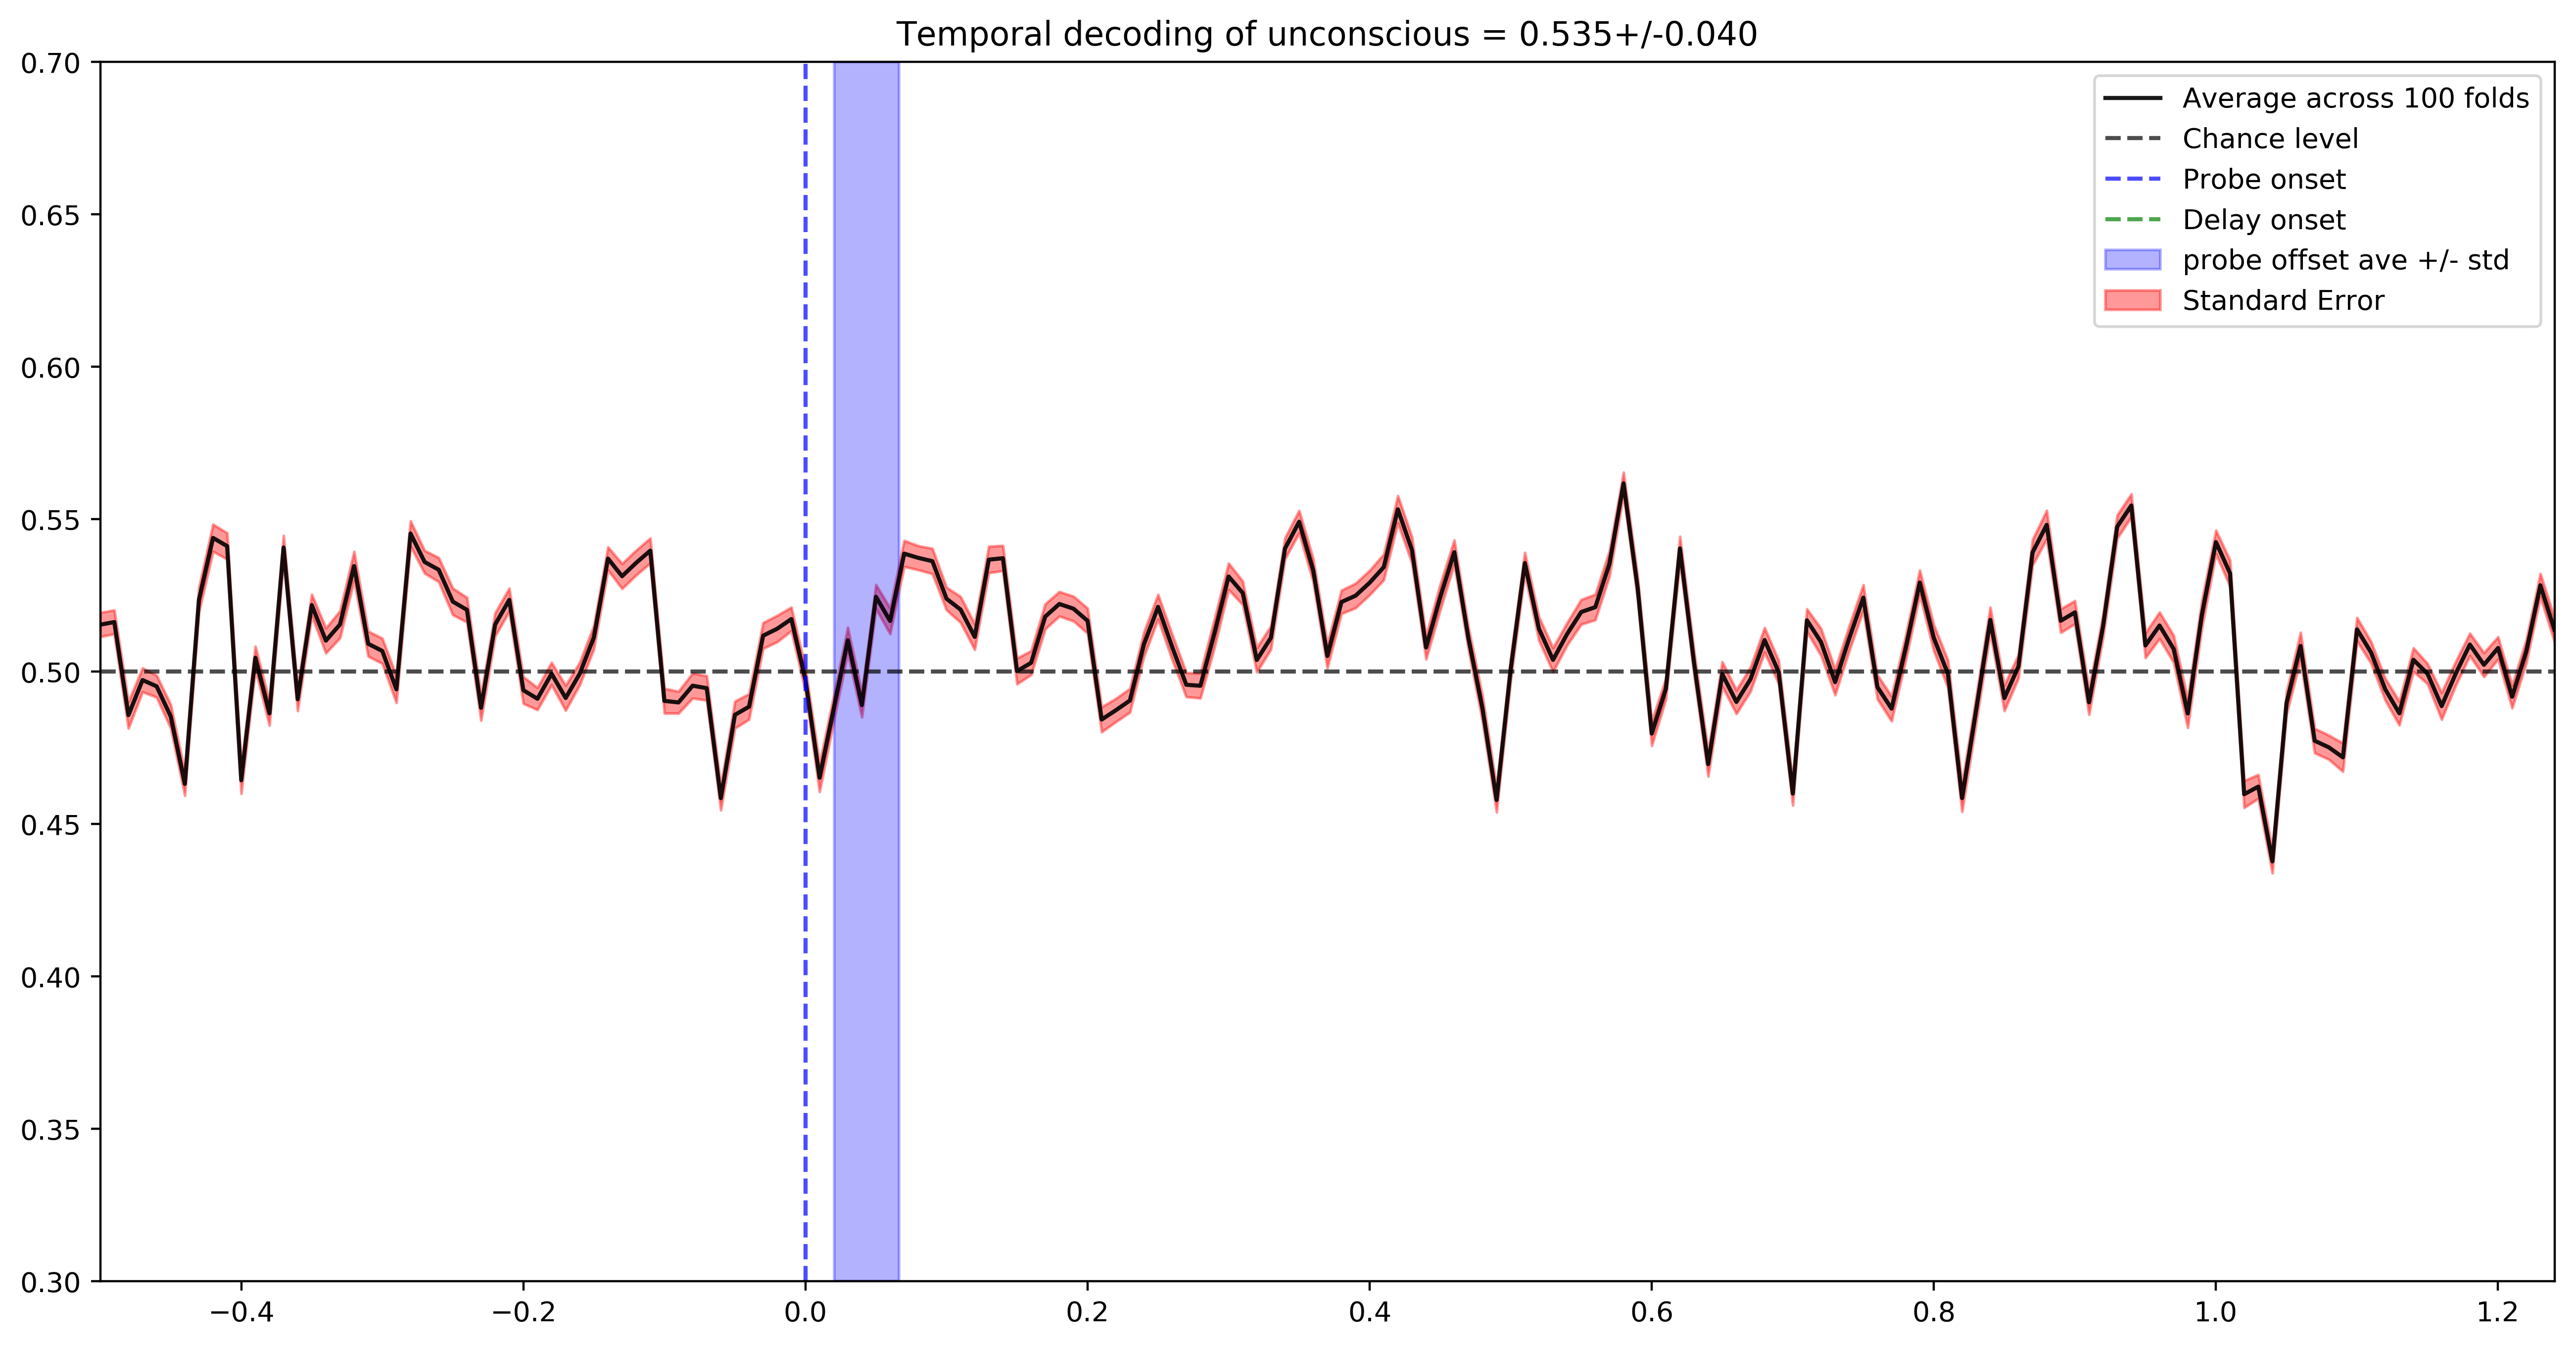 Temporal decoding of unconscious = 0.535+/-0.040
0.70
0.65
0.60
0.55
0.50
0.45
0.40
0.35
0.30
−0.4
−0.2
0.0
0.2
0.4
0.6
0.8
1.0
1.2
Average across 100 folds
Chance level
Probe onset
Delay onset
probe offset ave +/- std
Standard Error